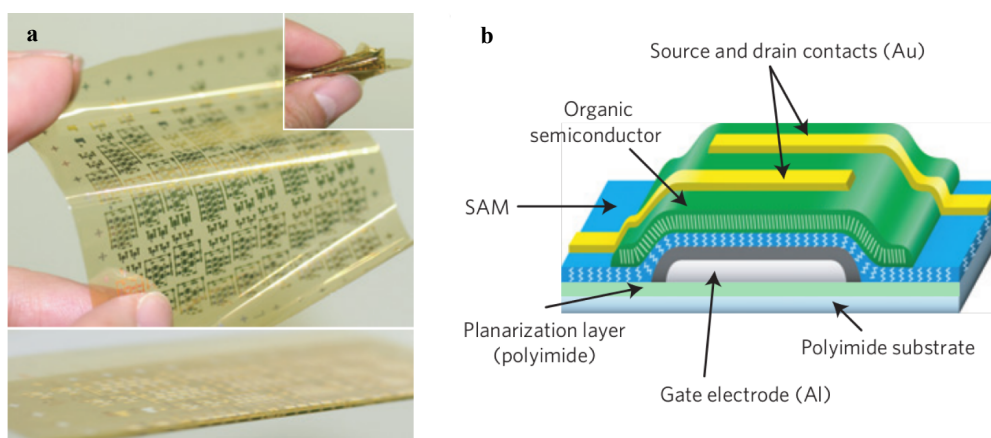 a
b
Source and drain contacts (Au)
Organic
semiconductor
SAM
Planarization layer
(polyimide)
Polyimide substrate
Gate electrode (Al)